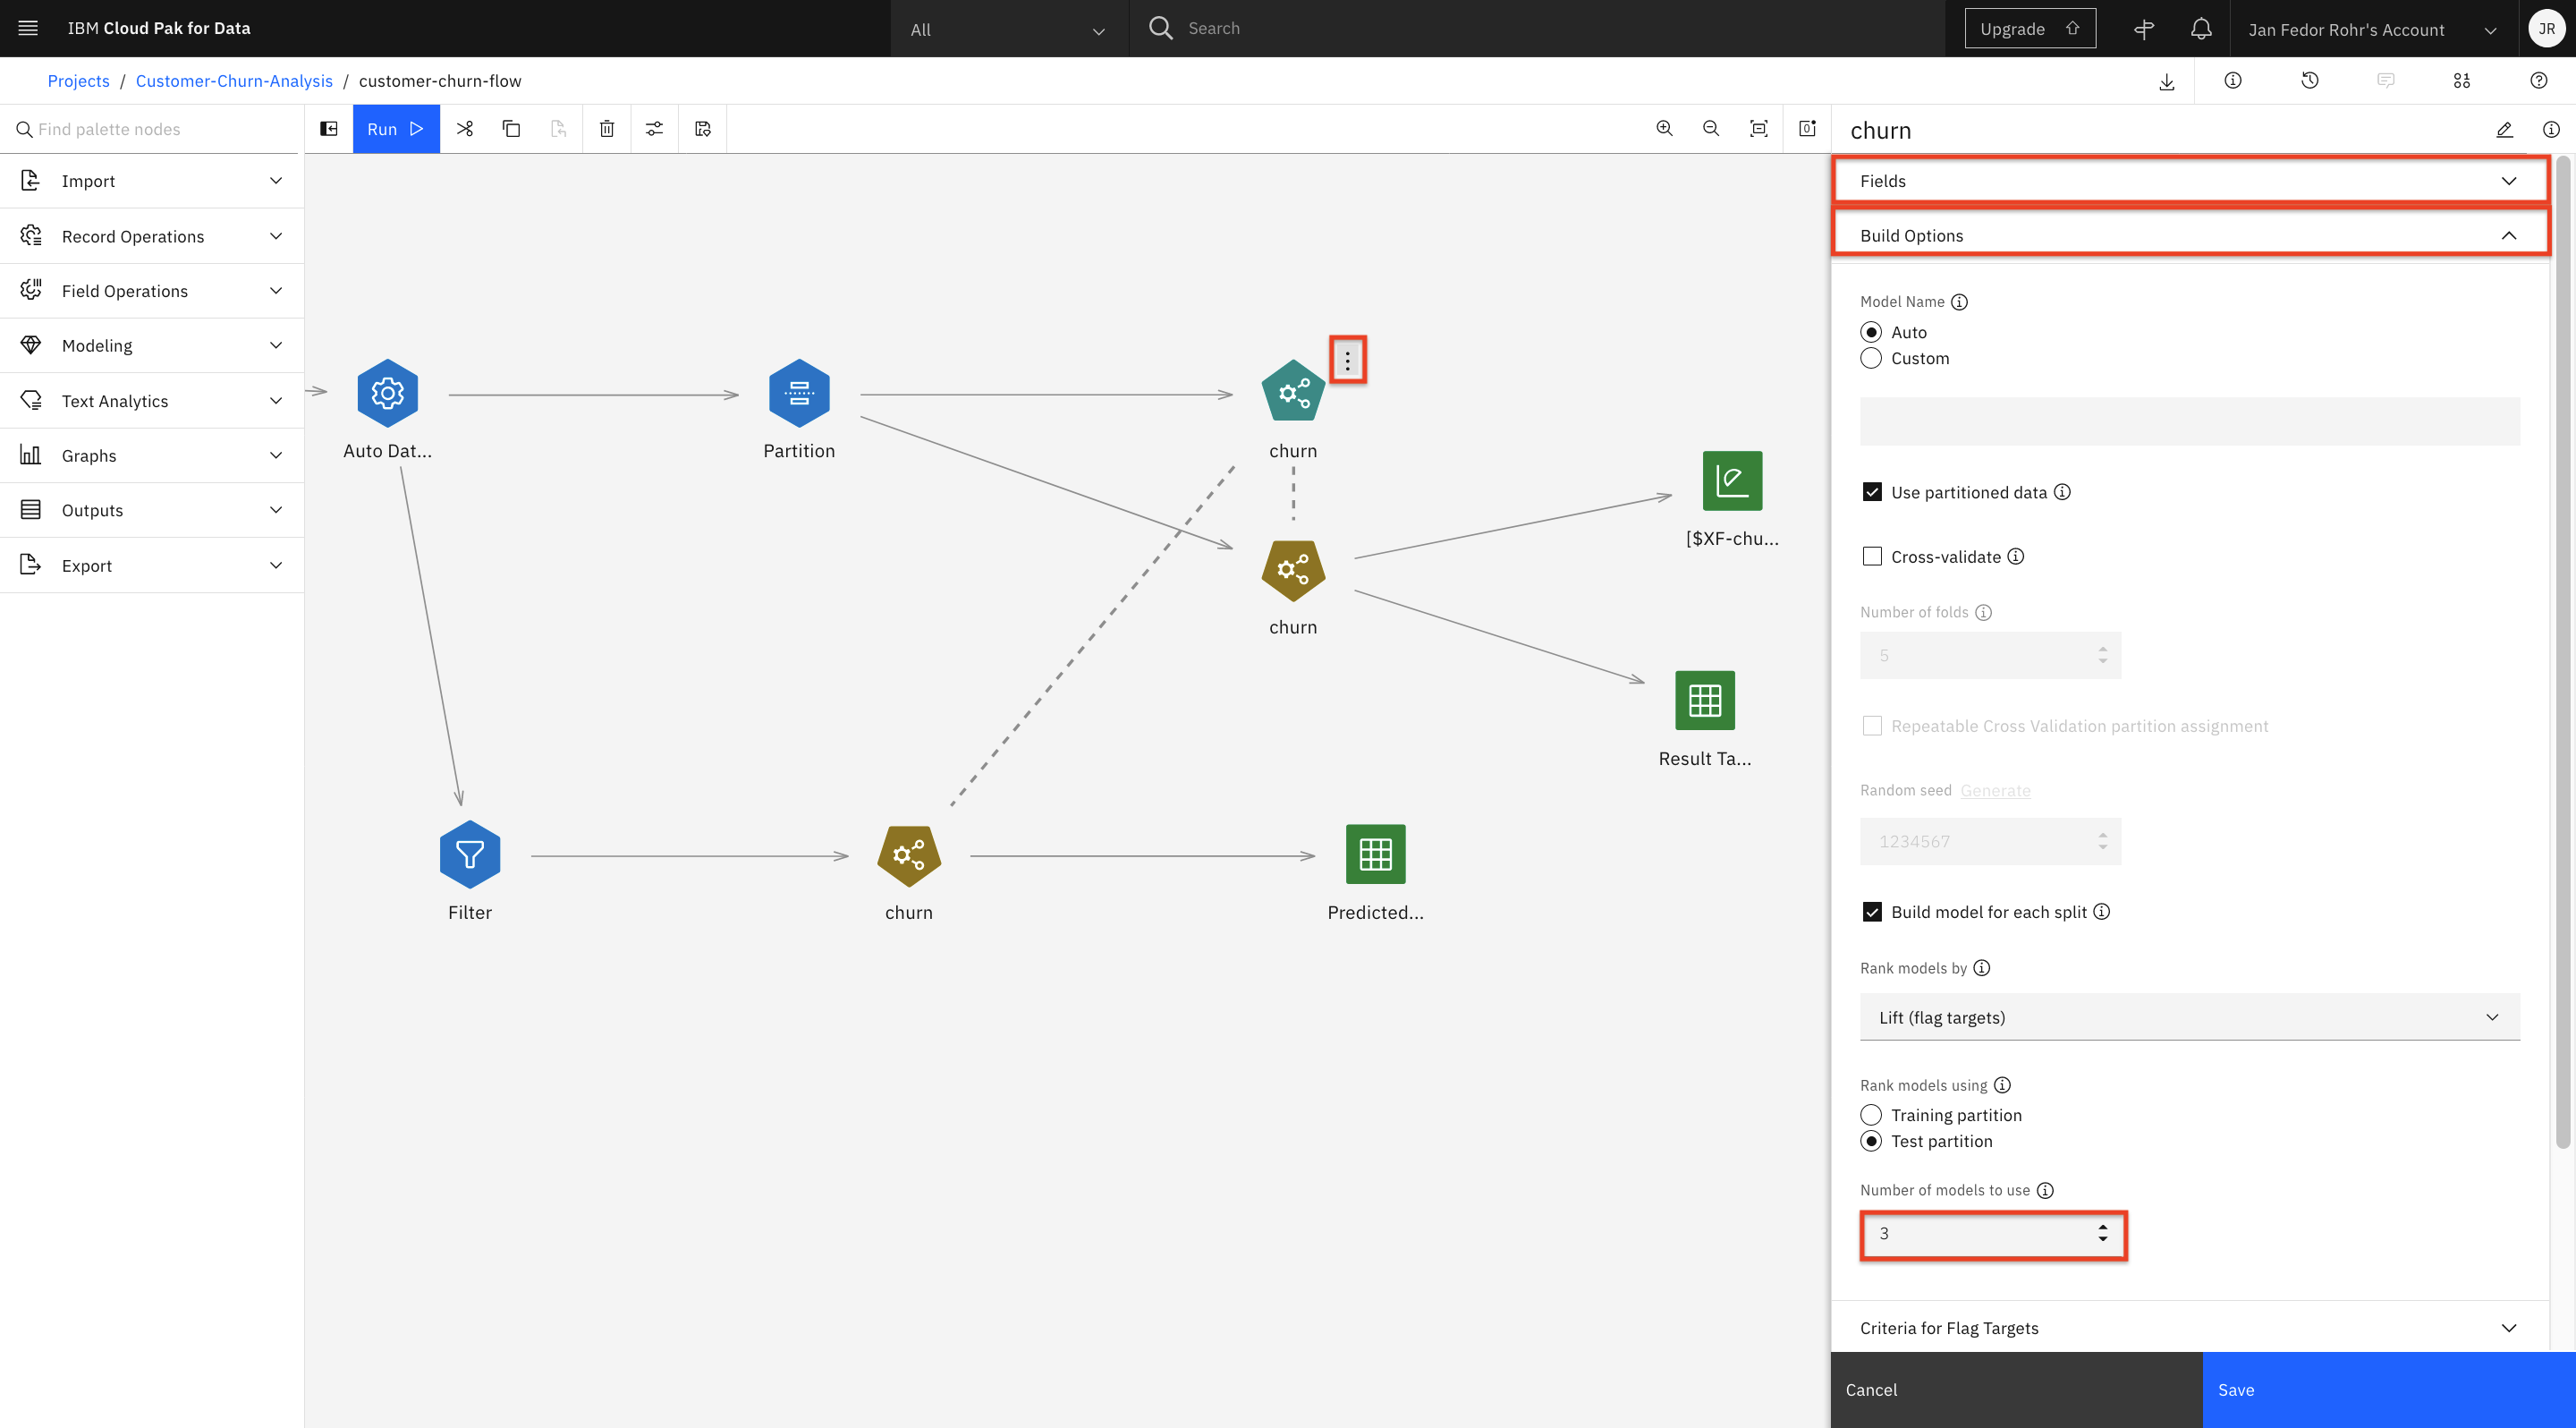 IBM Cloud Pak for Data
All
Search
Upgrade
Jan Fedor Rohr's Account
JR
Projects / Customer-Churn-Analysis / customer-churn-flow
Find palette nodes
Run
churn
Import
Record Operations
Field Operations
Modeling
Text Analytics
Graphs
Outputs
Export
Auto Dat...
Partition
churn
[$XF-chu...
churn
Result Ta...
Filter
churn
Predicted...
Fields
Build Options
Model Name
Auto
Custom
Use partitioned data
Cross-validate
Number of folds
5
Repeatable Cross Validation partition assignment
Random seed Generate
1234567
Build model for each split
Rank models by
Lift (flag targets)
Rank models using
Training partition
Test partition
Number of models to use
3
Criteria for Flag Targets
Cancel
Save